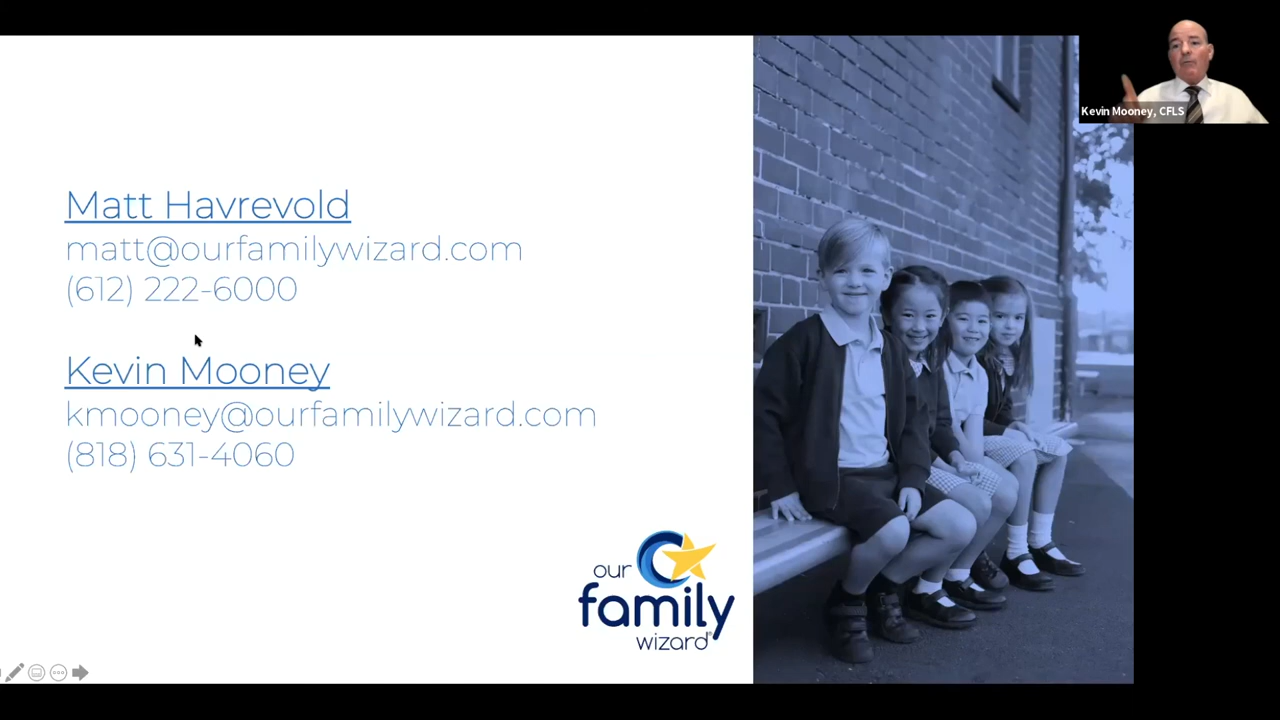 Matt Havrevold
matt@ourfamilywizard.com
(612) 222-6000
Kevin Mooney
kmooney@ourfamilywizard.com
(818) 631-4060
our
family
wizard®
Kevin Mooney, CFLS